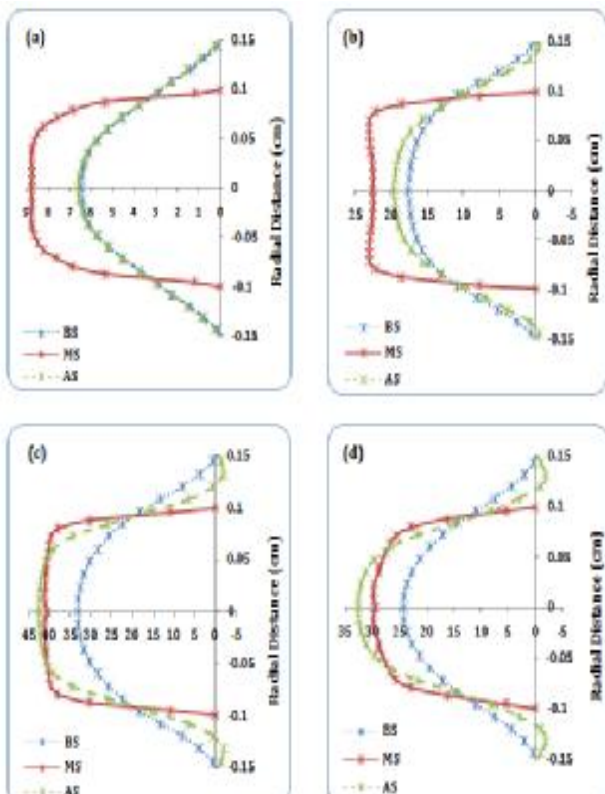 (a)
0.15
0.1
0.05
0
-0.05
-0.1
-0.15
9 8 7 6 5 4 3 2 1 0
Radial Distance (cm)
BS
MS
AS
(b)
0.15
0.1
0.05
0
-0.05
-0.1
-0.15
25 20 15 10 5 0 -5
Radial Distance (cm)
BS
MS
AS
(c)
0.15
0.1
0.05
0
-0.05
-0.1
-0.15
45 40 35 30 25 20 15 10 5 0 -5
Radial Distance (cm)
BS
MS
AS
(d)
0.15
0.1
0.05
0
-0.05
-0.1
-0.15
35 30 25 20 15 10 5 0 -5
Radial Distance (cm)
BS
MS
AS